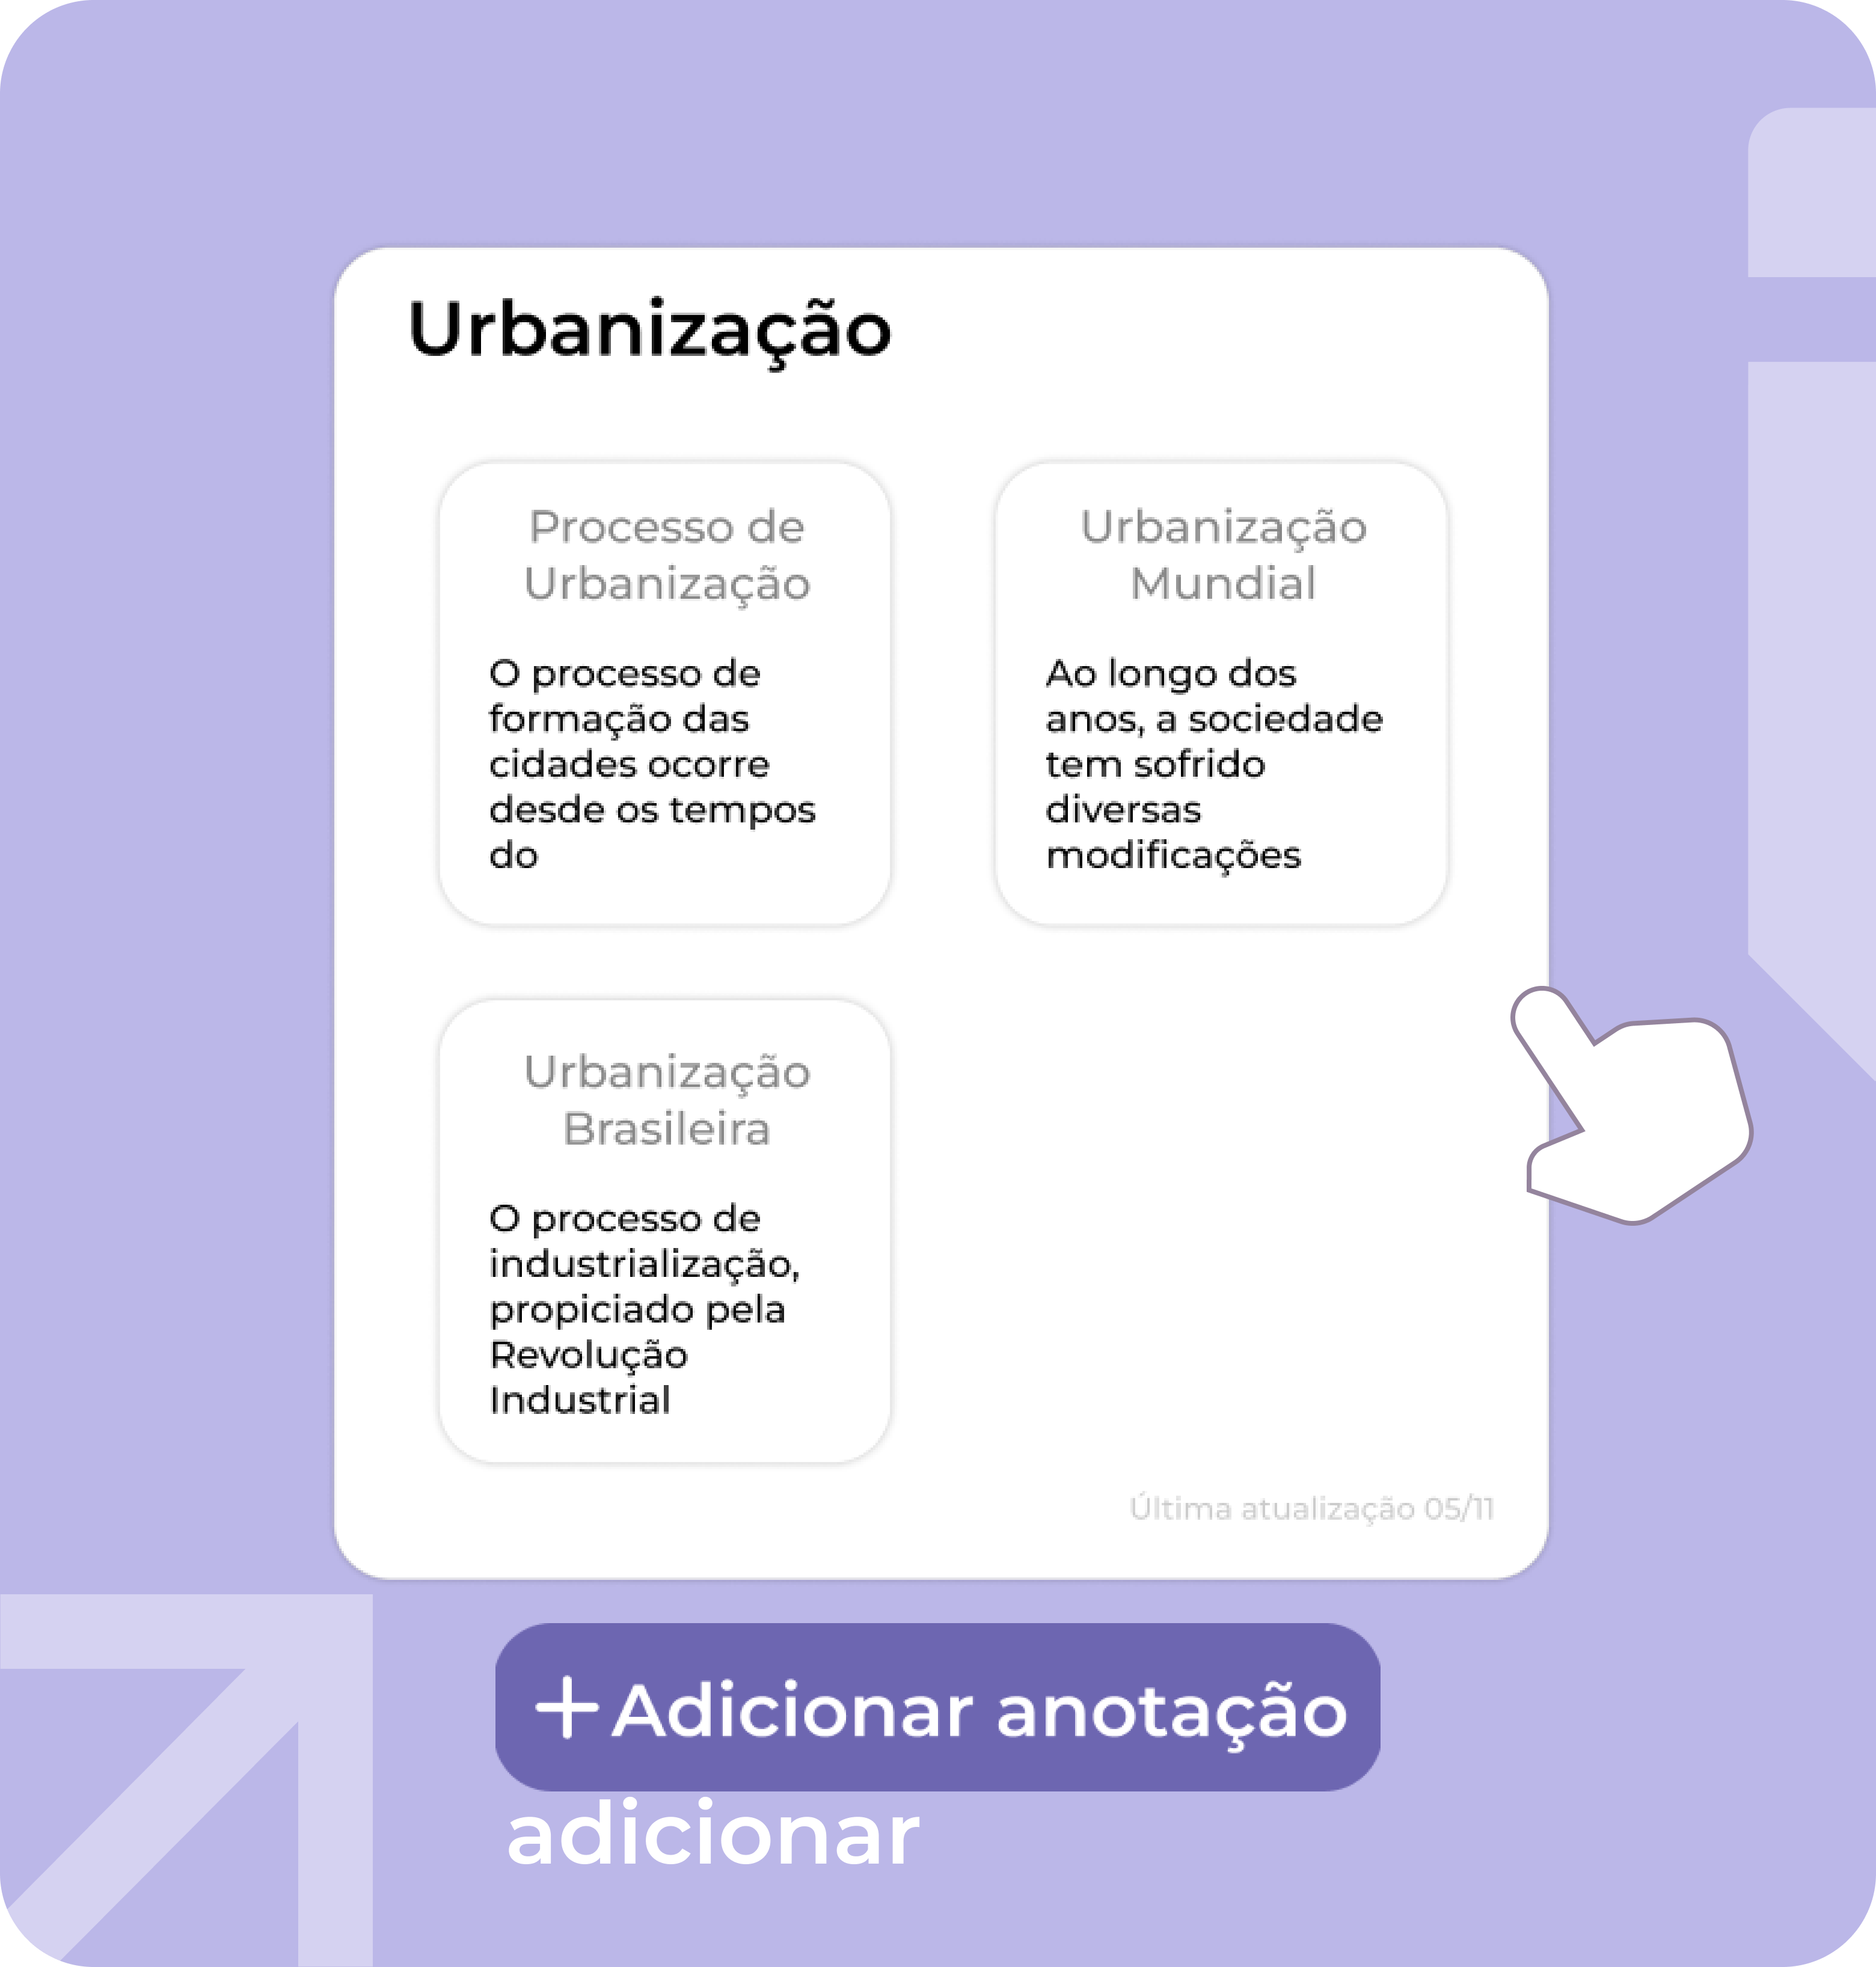 Urbanização
Processo de
Urbanização
O processo de
formação das
cidades ocorre
desde os tempos
do
Urbanização
Mundial
Ao longo dos
anos, a sociedade
tem sofrido
diversas
modificações
Urbanização
Brasileira
O processo de
industrialização,
propiciado pela
Revolução
Industrial
Última atualização 05/11
+Adicionar anotação
adicionar